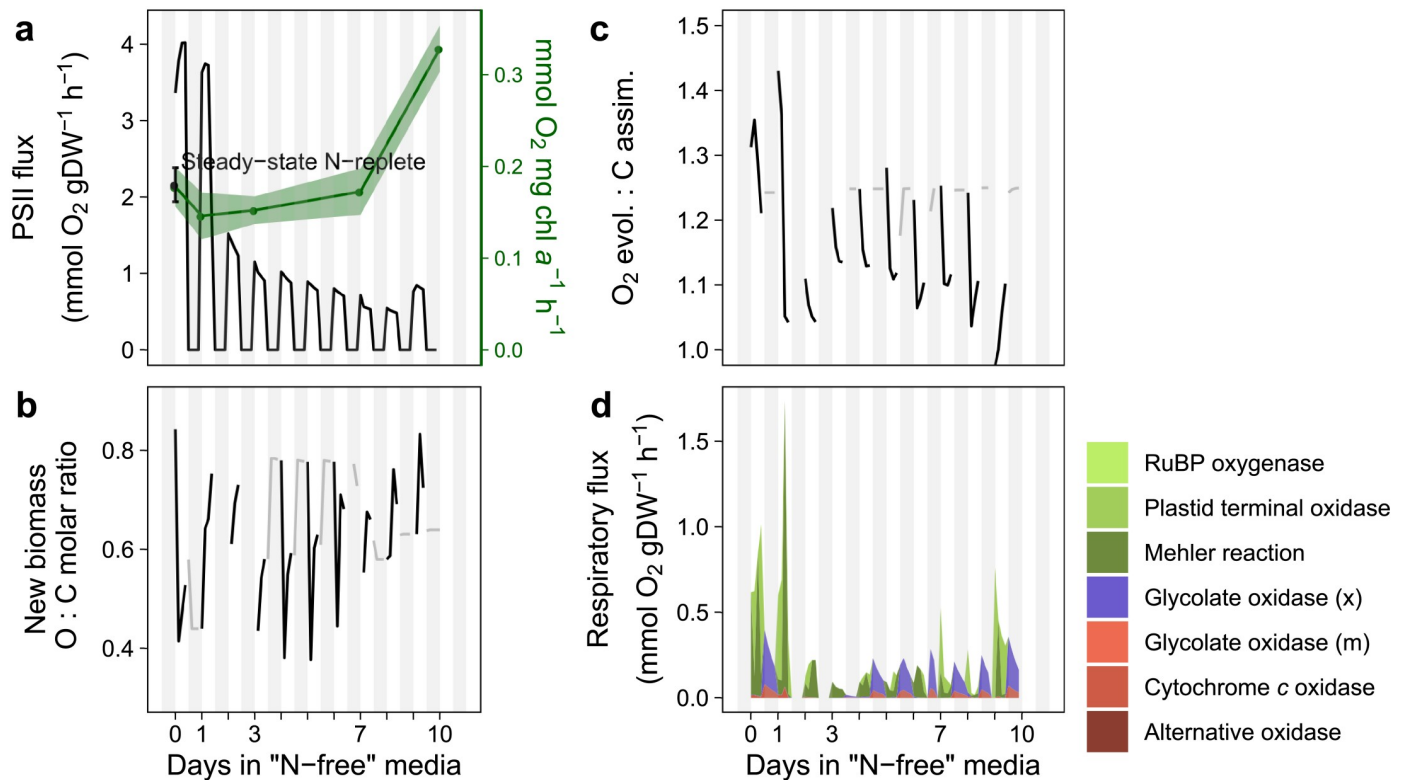 a
PSII flux
(mmol O₂ gDW⁻¹ h⁻¹)
4
3
2
1
0
Steady−state N−replete
0.3
0.2
0.1
0.0
mmol O₂ mg chl a⁻¹ h⁻¹
c
O₂ evol. : C assim.
1.5
1.4
1.3
1.2
1.1
1.0
b
New biomass
O : C molar ratio
0.8
0.6
0.4
0 1 3 7 10
Days in "N−free" media
d
Respiratory flux
(mmol O₂ gDW⁻¹ h⁻¹)
1.5
1.0
0.5
0.0
0 1 3 7 10
Days in "N−free" media
RuBP oxygenase
Plastid terminal oxidase
Mehler reaction
Glycolate oxidase (x)
Glycolate oxidase (m)
Cytochrome c oxidase
Alternative oxidase